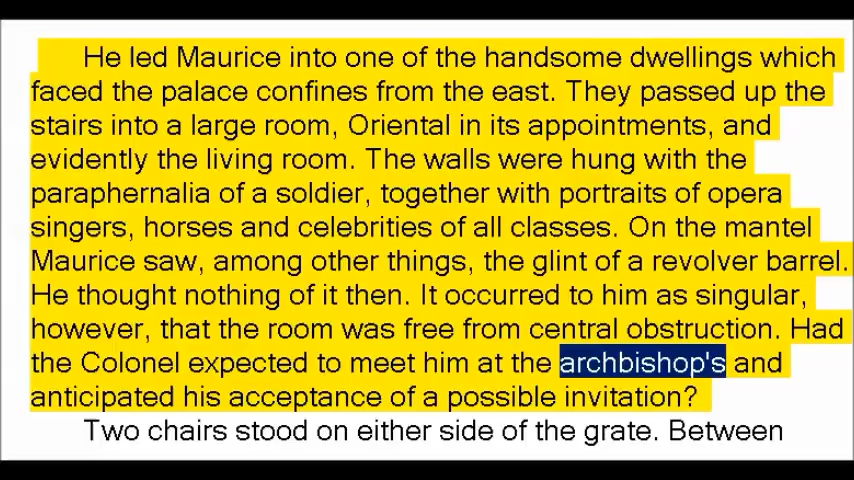 He led Maurice into one of the handsome dwellings which
faced the palace confines from the east. They passed up the
stairs into a large room, Oriental in its appointments, and
evidently the living room. The walls were hung with the
paraphernalia of a soldier, together with portraits of opera
singers, horses and celebrities of all classes. On the mantel
Maurice saw, among other things, the glint of a revolver barrel.
He thought nothing of it then. It occurred to him as singular,
however, that the room was free from central obstruction. Had
the Colonel expected to meet him at the archbishop's and
anticipated his acceptance of a possible invitation?
Two chairs stood on either side of the grate. Between